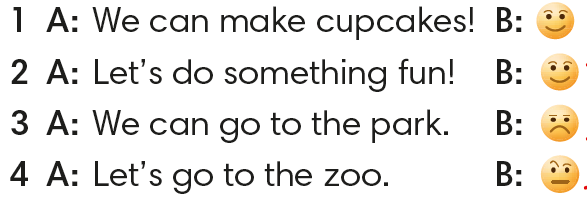 1 A: We can make cupcakes! B:
2 A: Let's do something fun! B:
3 A: We can go to the park. B:
4 A: Let's go to the zoo. B: